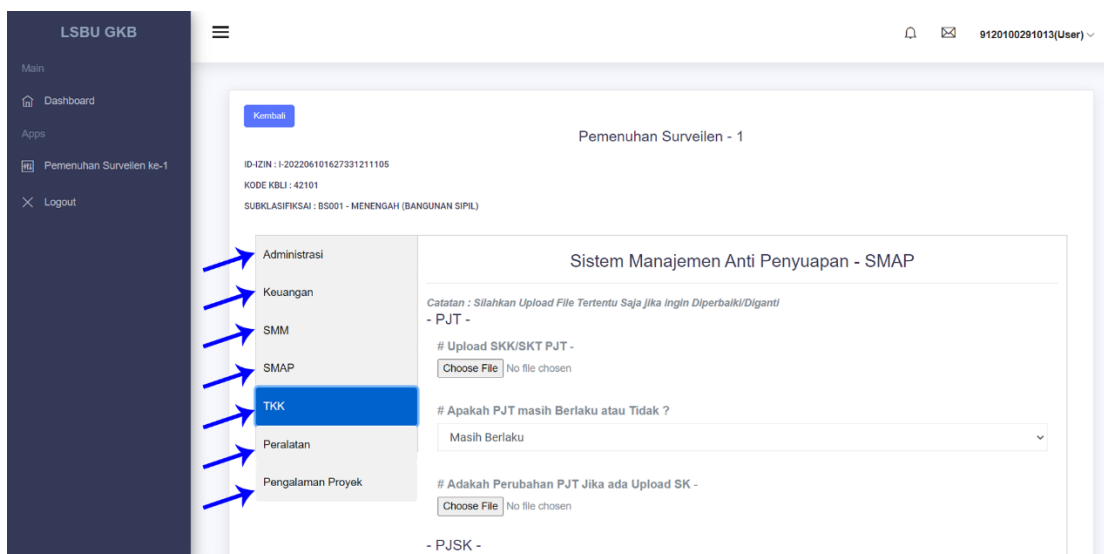 LSBU GKB
9120100291013(User)
Main
Dashboard
Apps
Pemenuhan Surveilen ke-1
Logout
Kembali
Pemenuhan Surveilen - 1
ID-IZIN : I-202206101627331211105
KODE KBLI : 42101
SUBKLASIFIKSAI : BS001 - MENENGAH (BANGUNAN SIPIL)
Administrasi
Keuangan
SMM
SMAP
TKK
Peralatan
Pengalaman Proyek
Sistem Manajemen Anti Penyuapan - SMAP
Catatan : Silahkan Upload File Tertentu Saja jika ingin Diperbaiki/Diganti
- PJT -
# Upload SKK/SKT PJT -
Choose File No file chosen
# Apakah PJT masih Berlaku atau Tidak ?
Masih Berlaku
# Adakah Perubahan PJT Jika ada Upload SK -
Choose File No file chosen
- PJSK -